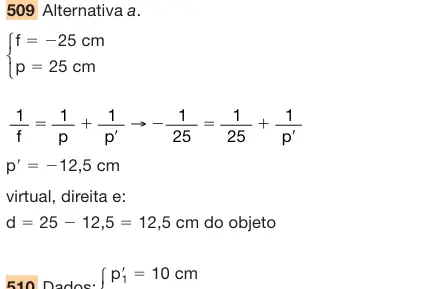 509 Alternativa a.
f = −25 cm
p = 25 cm
1/f = 1/p + 1/p′ → −1/25 = 1/25 + 1/p′
p′ = −12,5 cm
virtual, direita e:
d = 25 − 12,5 = 12,5 cm do objeto
510 Dados: { p′₁ = 10 cm